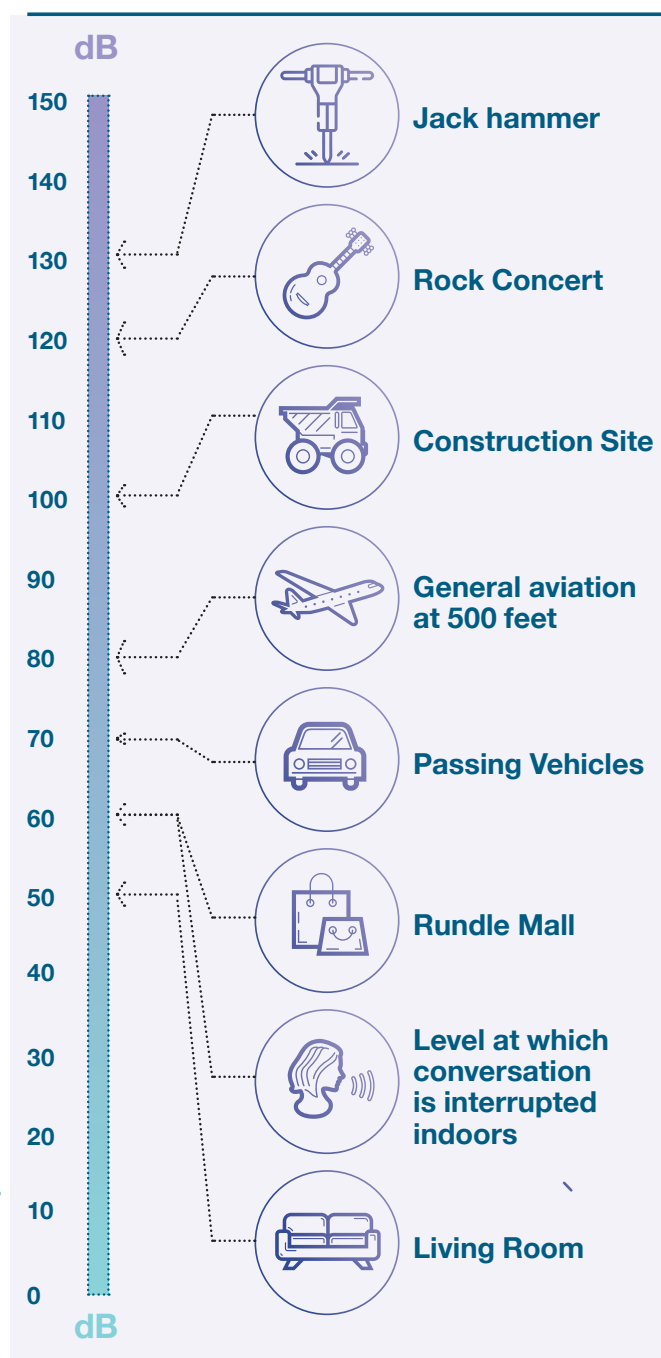 dB
150
140
130
120
110
100
90
80
70
60
50
40
30
20
10
0
dB
Jack hammer
Rock Concert
Construction Site
General aviation
at 500 feet
Passing Vehicles
Rundle Mall
Level at which
conversation
is interrupted
indoors
Living Room